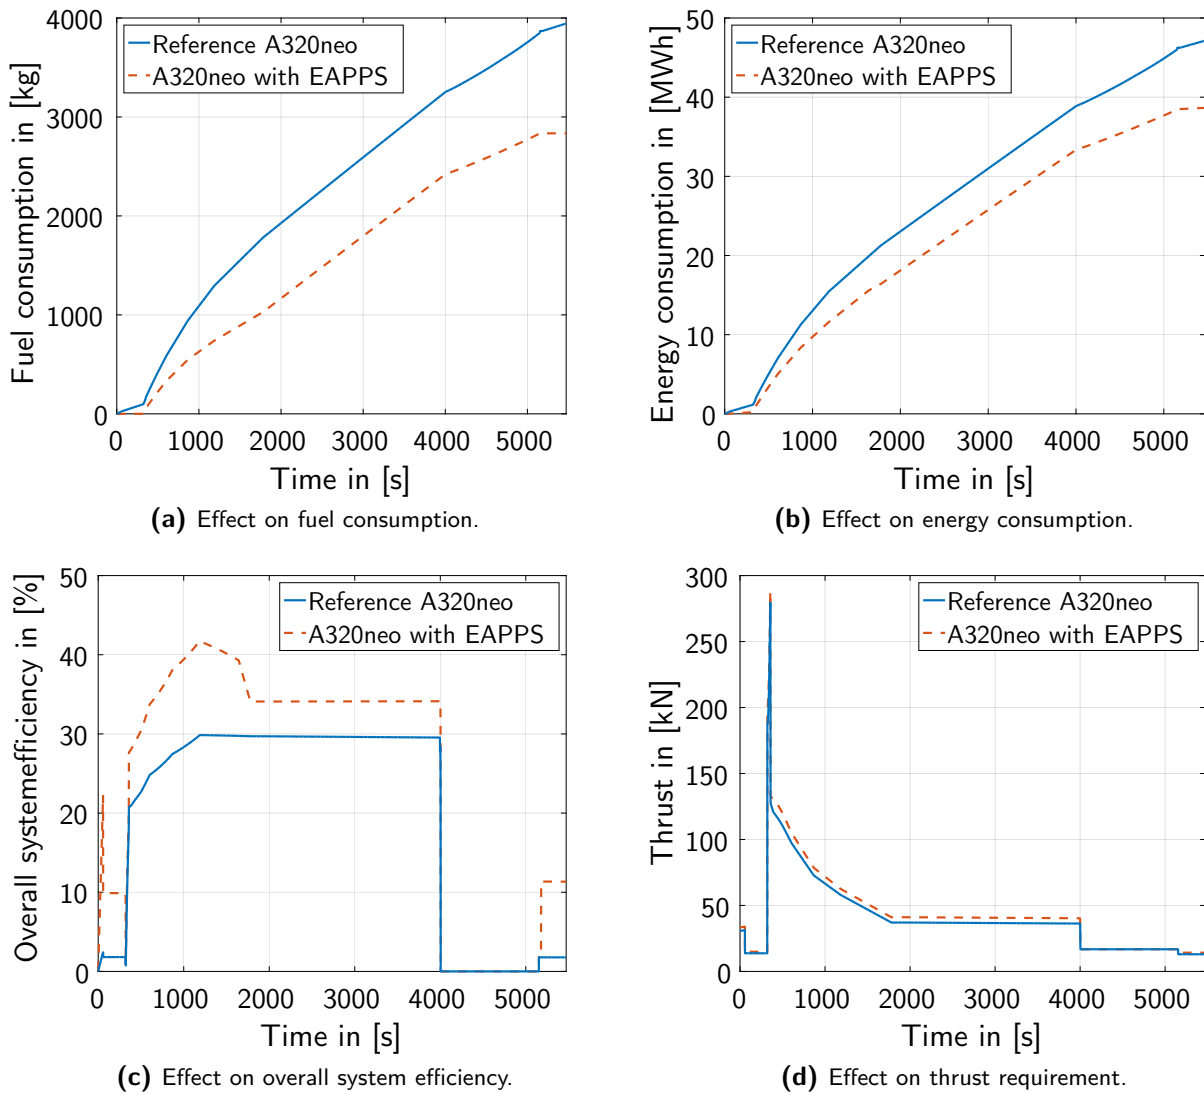 4000
3000
2000
1000
0
Fuel consumption in [kg]
Reference A320neo
A320neo with EAPPS
0 1000 2000 3000 4000 5000
Time in [s]
(a) Effect on fuel consumption.
50
40
30
20
10
0
Energy consumption in [MWh]
Reference A320neo
A320neo with EAPPS
0 1000 2000 3000 4000 5000
Time in [s]
(b) Effect on energy consumption.
50
40
30
20
10
0
Overall systemefficiency in [%]
Reference A320neo
A320neo with EAPPS
0 1000 2000 3000 4000 5000
Time in [s]
(c) Effect on overall system efficiency.
300
250
200
150
100
50
0
Thrust in [kN]
Reference A320neo
A320neo with EAPPS
0 1000 2000 3000 4000 5000
Time in [s]
(d) Effect on thrust requirement.